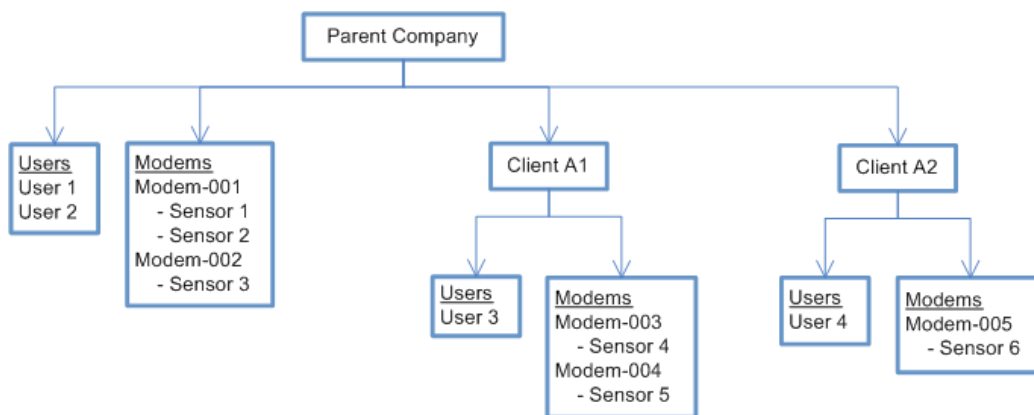 Parent Company
Users
User 1
User 2
Modems
Modem-001
- Sensor 1
- Sensor 2
Modem-002
- Sensor 3
Client A1
Users
User 3
Modems
Modem-003
- Sensor 4
Modem-004
- Sensor 5
Client A2
Users
User 4
Modems
Modem-005
- Sensor 6